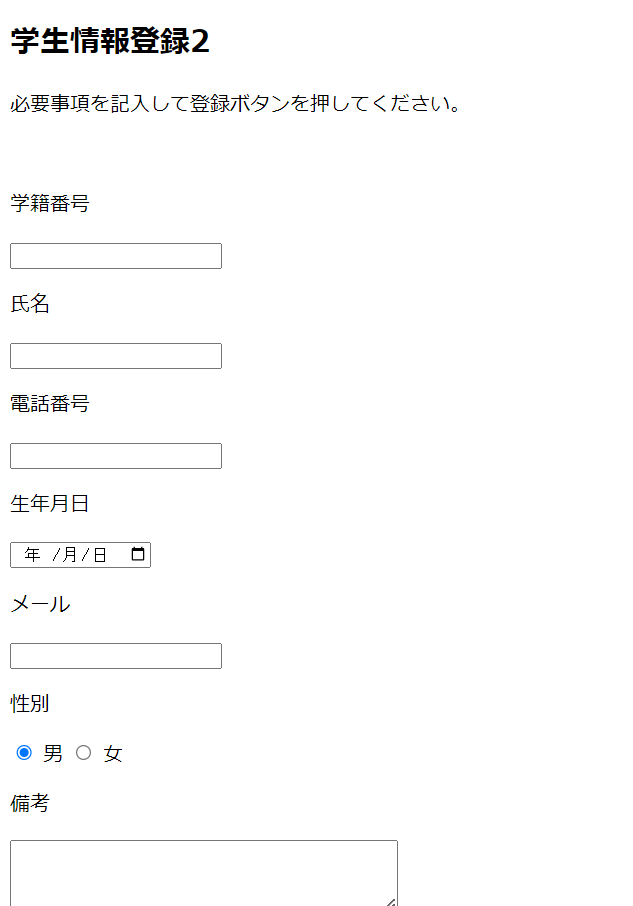 学生情報登録2
必要事項を記入して登録ボタンを押してください。
学籍番号
氏名
電話番号
生年月日
年 /月/日
メール
性別
男 女
備考